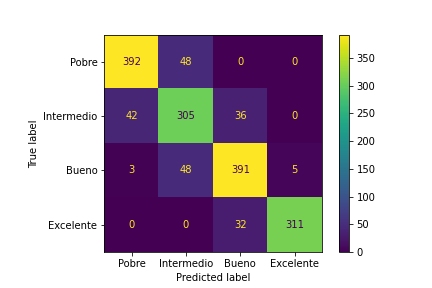 Pobre 392 48 0 0 350
300
Intermedio 42 305 36 0 250
200
Bueno 3 48 391 5 150
100
Excelente 0 0 32 311 50
0
Pobre Intermedio Bueno Excelente
Predicted label
True label